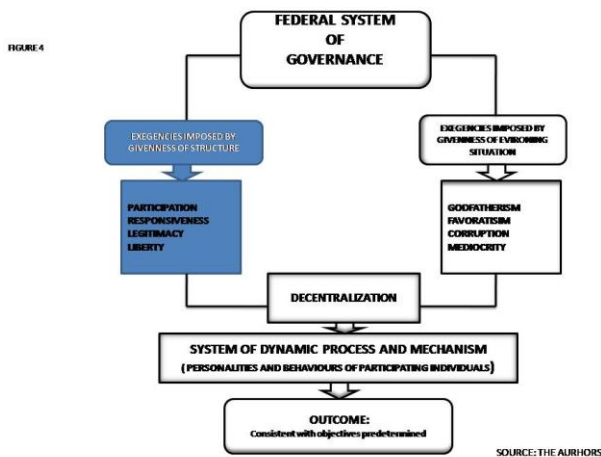 FIGURE 4
FEDERAL SYSTEM
OF
GOVERNANCE
EXEGENCIES IMPOSED BY
GIVENNESS OF STRUCTURE
EXEGENCIES IMPOSED BY
GIVENNESS OF EVIRONING
SITUATION
PARTICIPATION
RESPONSIVENESS
LEGITIMACY
LIBERTY
GODFATHERISM
FAVORATISIM
CORRUPTION
MEDIOCRITY
DECENTRALIZATION
SYSTEM OF DYNAMIC PROCESS AND MECHANISM
( PERSONALITIES AND BEHAVIOURS OF PARTICIPATING INDIVIDUALS)
OUTCOME:
Consistent with objectives predetermined
SOURCE: THE AURHORS